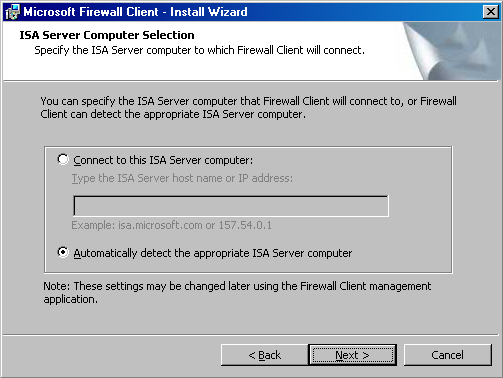 Microsoft Firewall Client - Install Wizard
ISA Server Computer Selection
Specify the ISA Server computer to which Firewall Client will connect.
You can specify the ISA Server computer that Firewall Client will connect to, or Firewall
Client can detect the appropriate ISA Server computer.
Connect to this ISA Server computer:
Type the ISA Server host name or IP address:
Example: isa.microsoft.com or 157.54.0.1
Automatically detect the appropriate ISA Server computer
Note: These settings may be changed later using the Firewall Client management
application.
< Back Next > Cancel